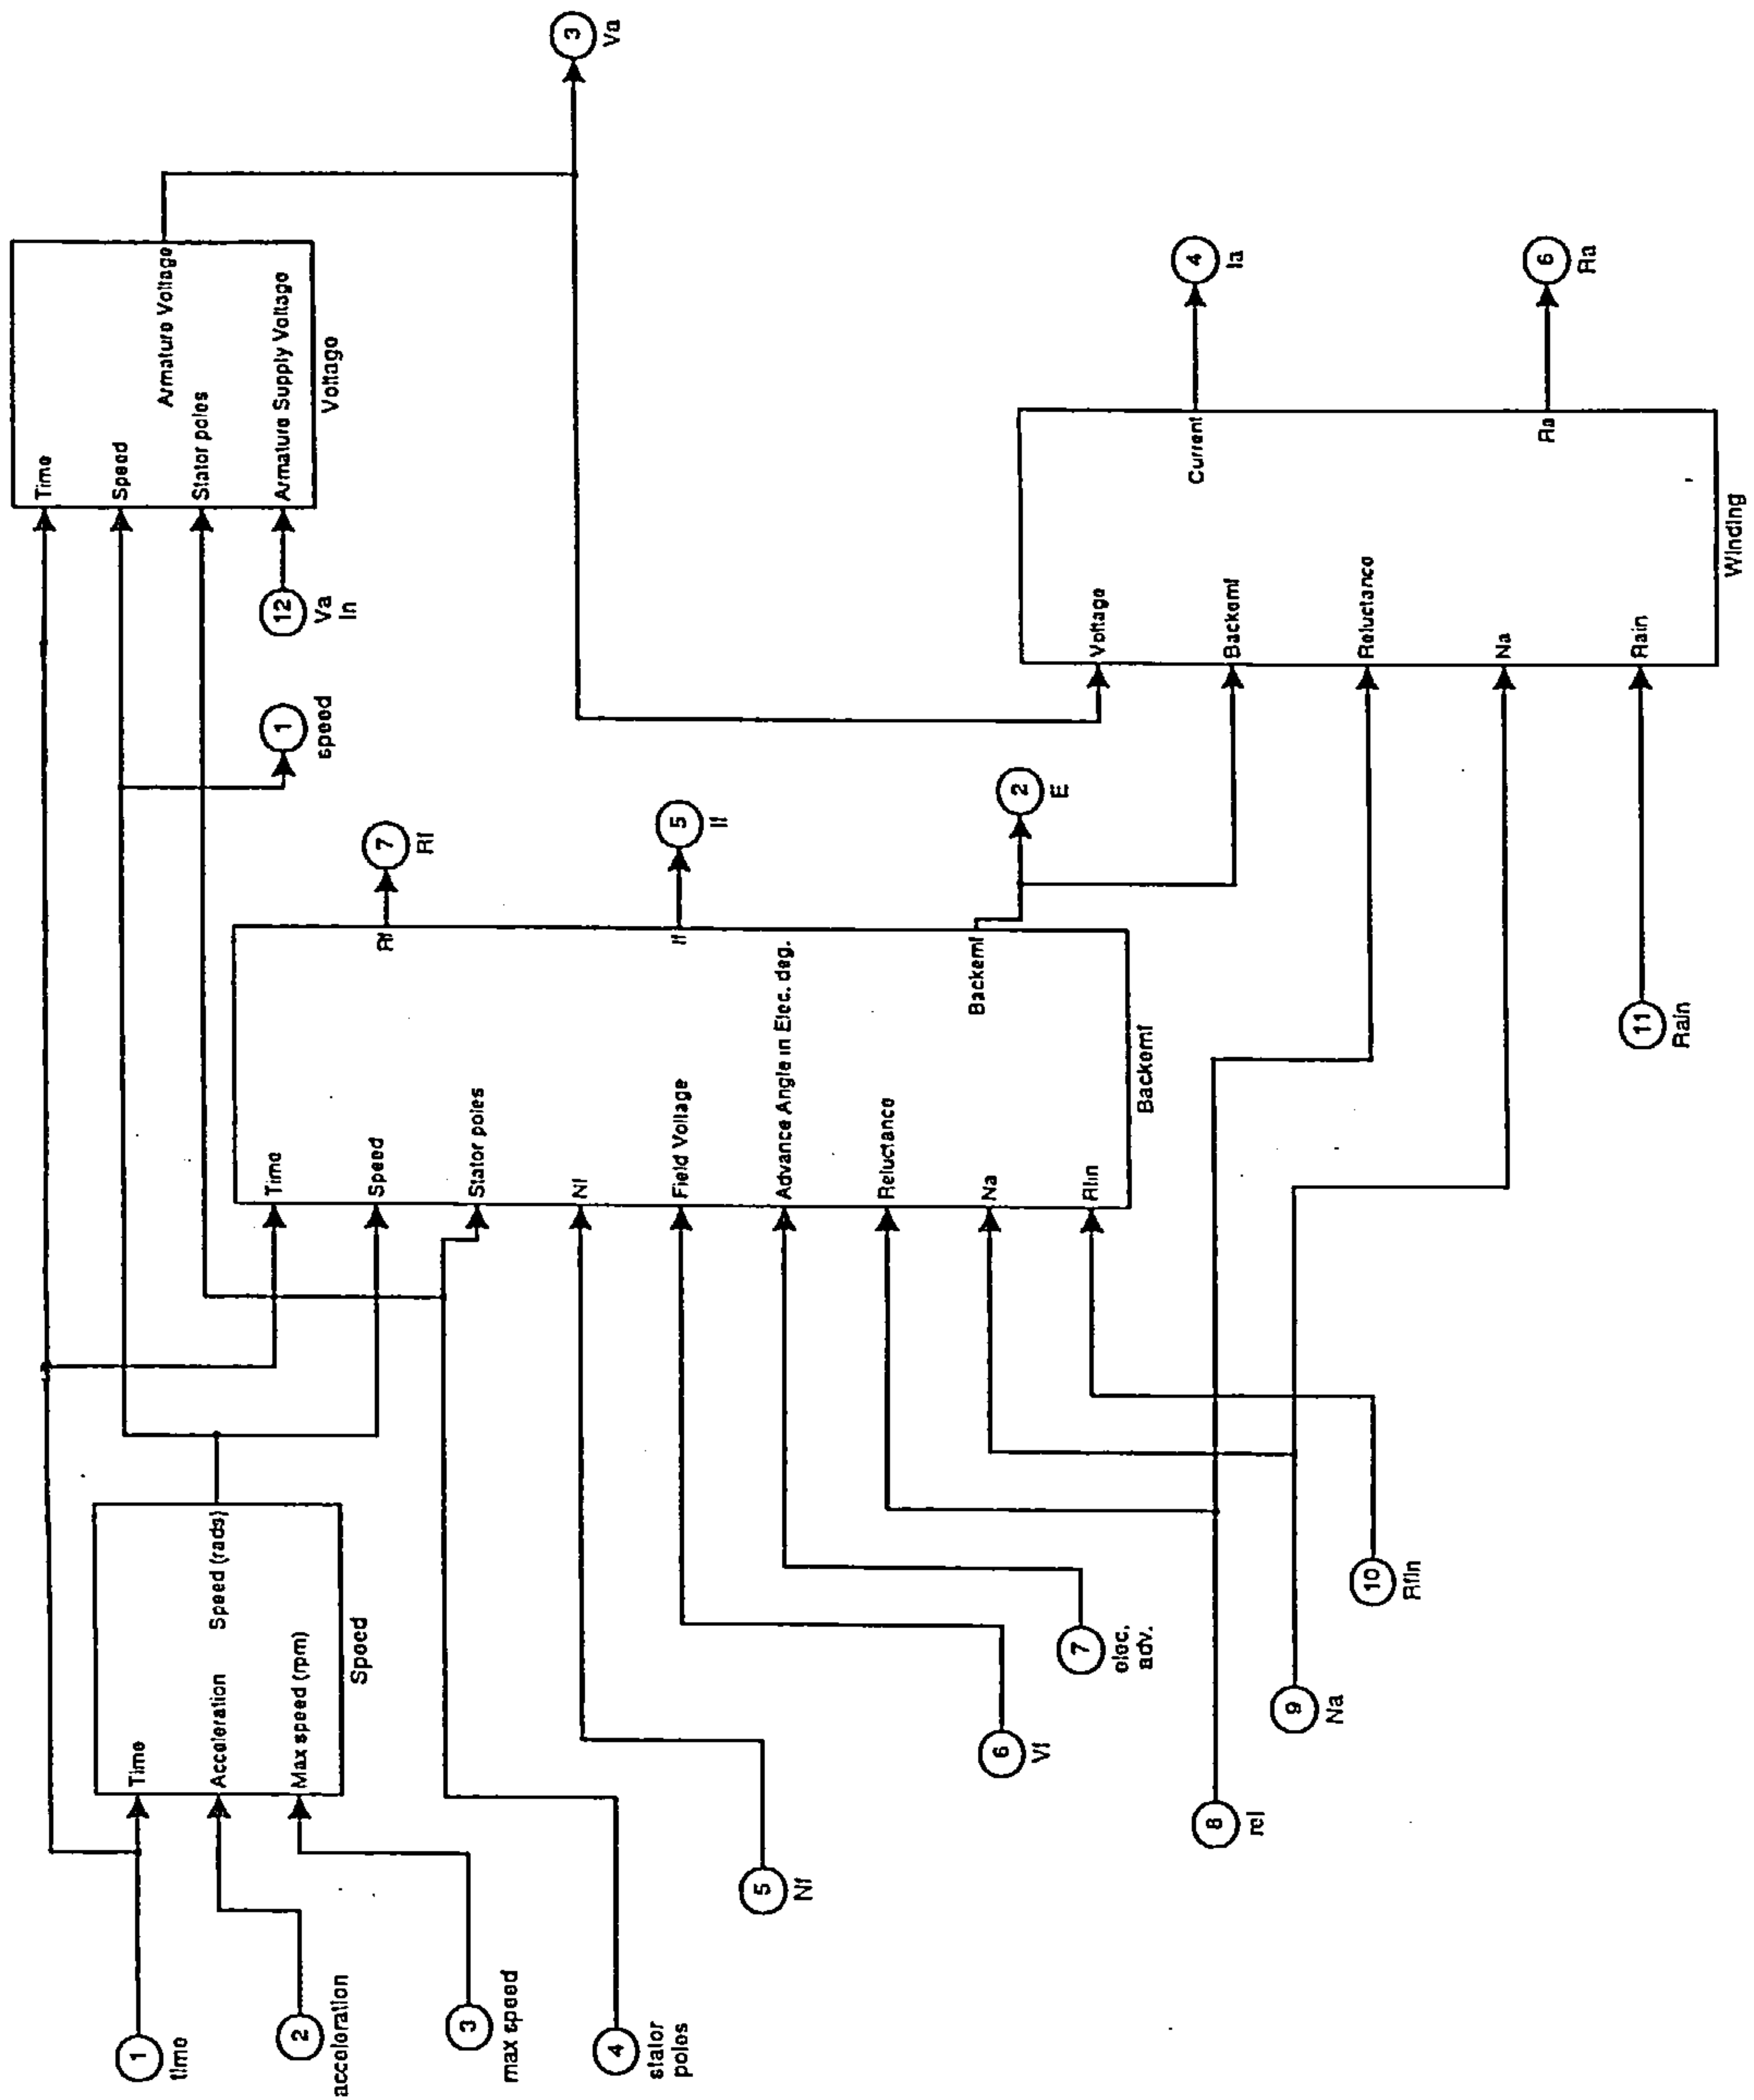 1
time
2
acceleration
3
max speed
4
stator
poles
5
Nf
6
Vf
7
elec.
adv.
8
rel
9
Na
10
Rfin
11
Rain
12
Va
in
Time
Acceleration
Max speed (rpm)
Speed (rads)
Speed
Time
Speed
Stator poles
Nf
Field Voltage
Advance Angle in Elec. deg.
Reluctance
Na
Rfin
Rf
If
Backemf
Backemf
Time
Speed
Stator poles
Armature Supply Voltage
Armature Voltage
Voltage
Voltage
Backemf
Reluctance
Na
Rain
Current
Ra
Winding
1
speed
7
Rf
5
If
2
E
3
Va
4
Ia
6
Ra